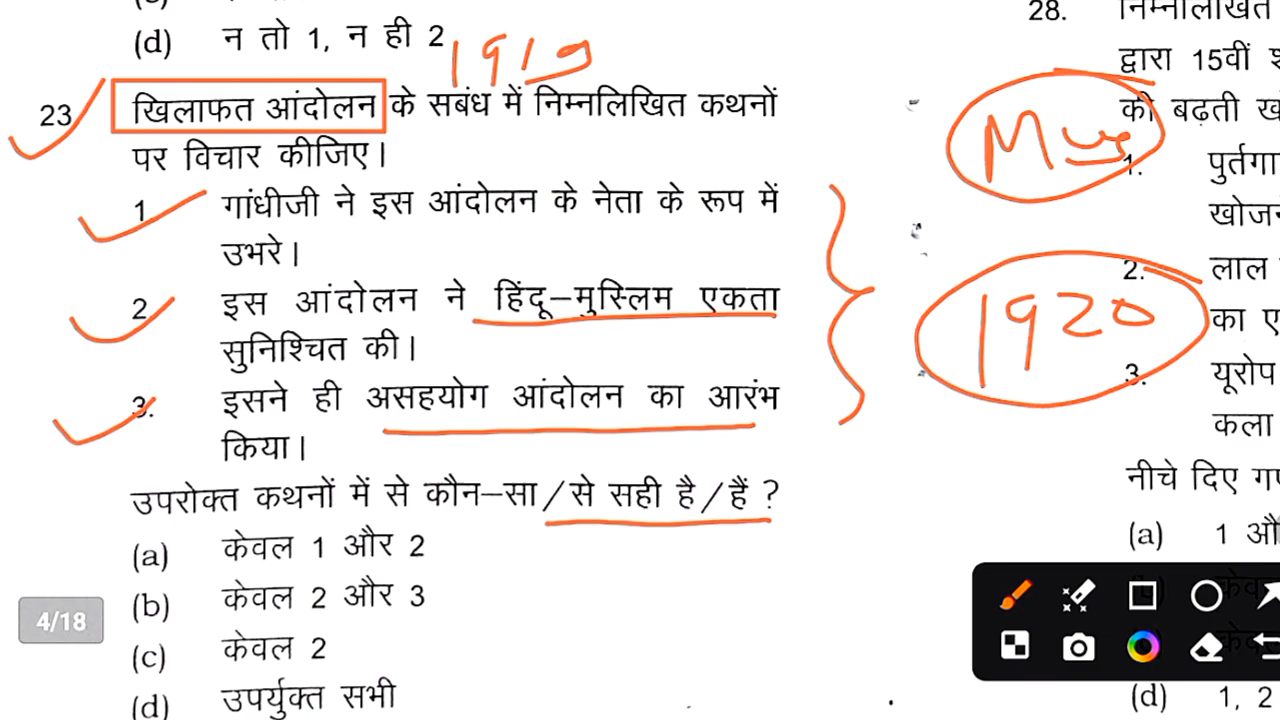 (d) न तो 1, न ही 2
1919
23 खिलाफत आंदोलन के सबंध में निम्नलिखित कथनों
पर विचार कीजिए।
1 गांधीजी ने इस आंदोलन के नेता के रूप में
उभरे।
2 इस आंदोलन ने हिंदू–मुस्लिम एकता
सुनिश्चित की।
3. इसने ही असहयोग आंदोलन का आरंभ
किया।
उपरोक्त कथनों में से कौन–सा/से सही है/हैं ?
(a) केवल 1 और 2
(b) केवल 2 और 3
(c) केवल 2
(d) उपर्युक्त सभी
4/18
28. निम्नलिखित
द्वारा 15वीं
की बढ़ती
Mus
1. पुर्तगा
खोज
2. लाल
1920
का ए
3. यूरोप
कला
नीचे दिए
(a) 1 औ
(d) 1, 2